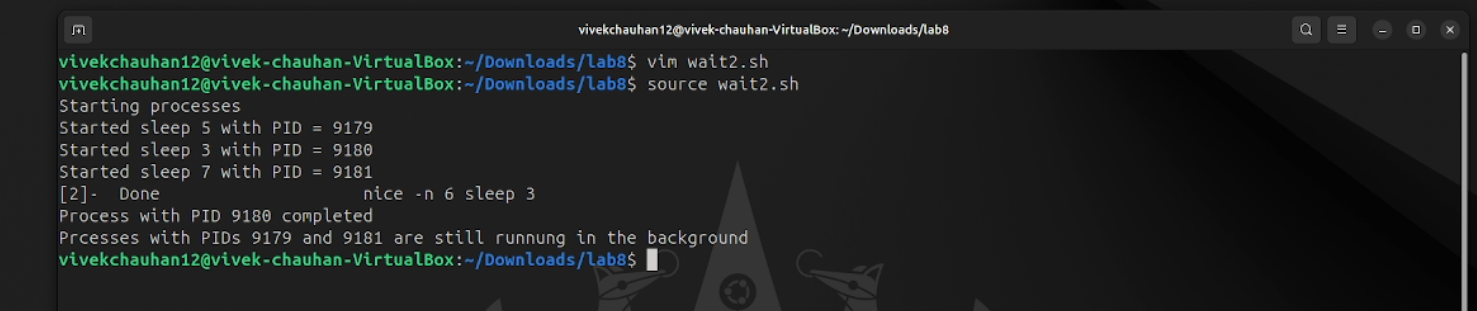 vivekchauhan12@vivek-chauhan-VirtualBox: ~/Downloads/lab8
vivekchauhan12@vivek-chauhan-VirtualBox:~/Downloads/lab8$ vim wait2.sh
vivekchauhan12@vivek-chauhan-VirtualBox:~/Downloads/lab8$ source wait2.sh
Starting processes
Started sleep 5 with PID = 9179
Started sleep 3 with PID = 9180
Started sleep 7 with PID = 9181
[2]-  Done                    nice -n 6 sleep 3
Process with PID 9180 completed
Prcesses with PIDs 9179 and 9181 are still runnung in the background
vivekchauhan12@vivek-chauhan-VirtualBox:~/Downloads/lab8$